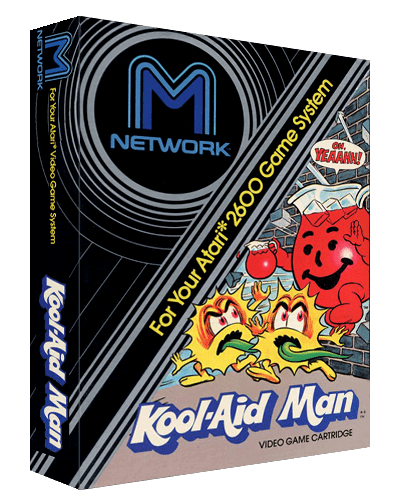 M
NETWORK
For Your Atari* Video Game System
Kool-Aid Man
M
NETWORK
For Your Atari* 2600 Game System
OH,
YEAAHH!
Kool-Aid Man
VIDEO GAME CARTRIDGE